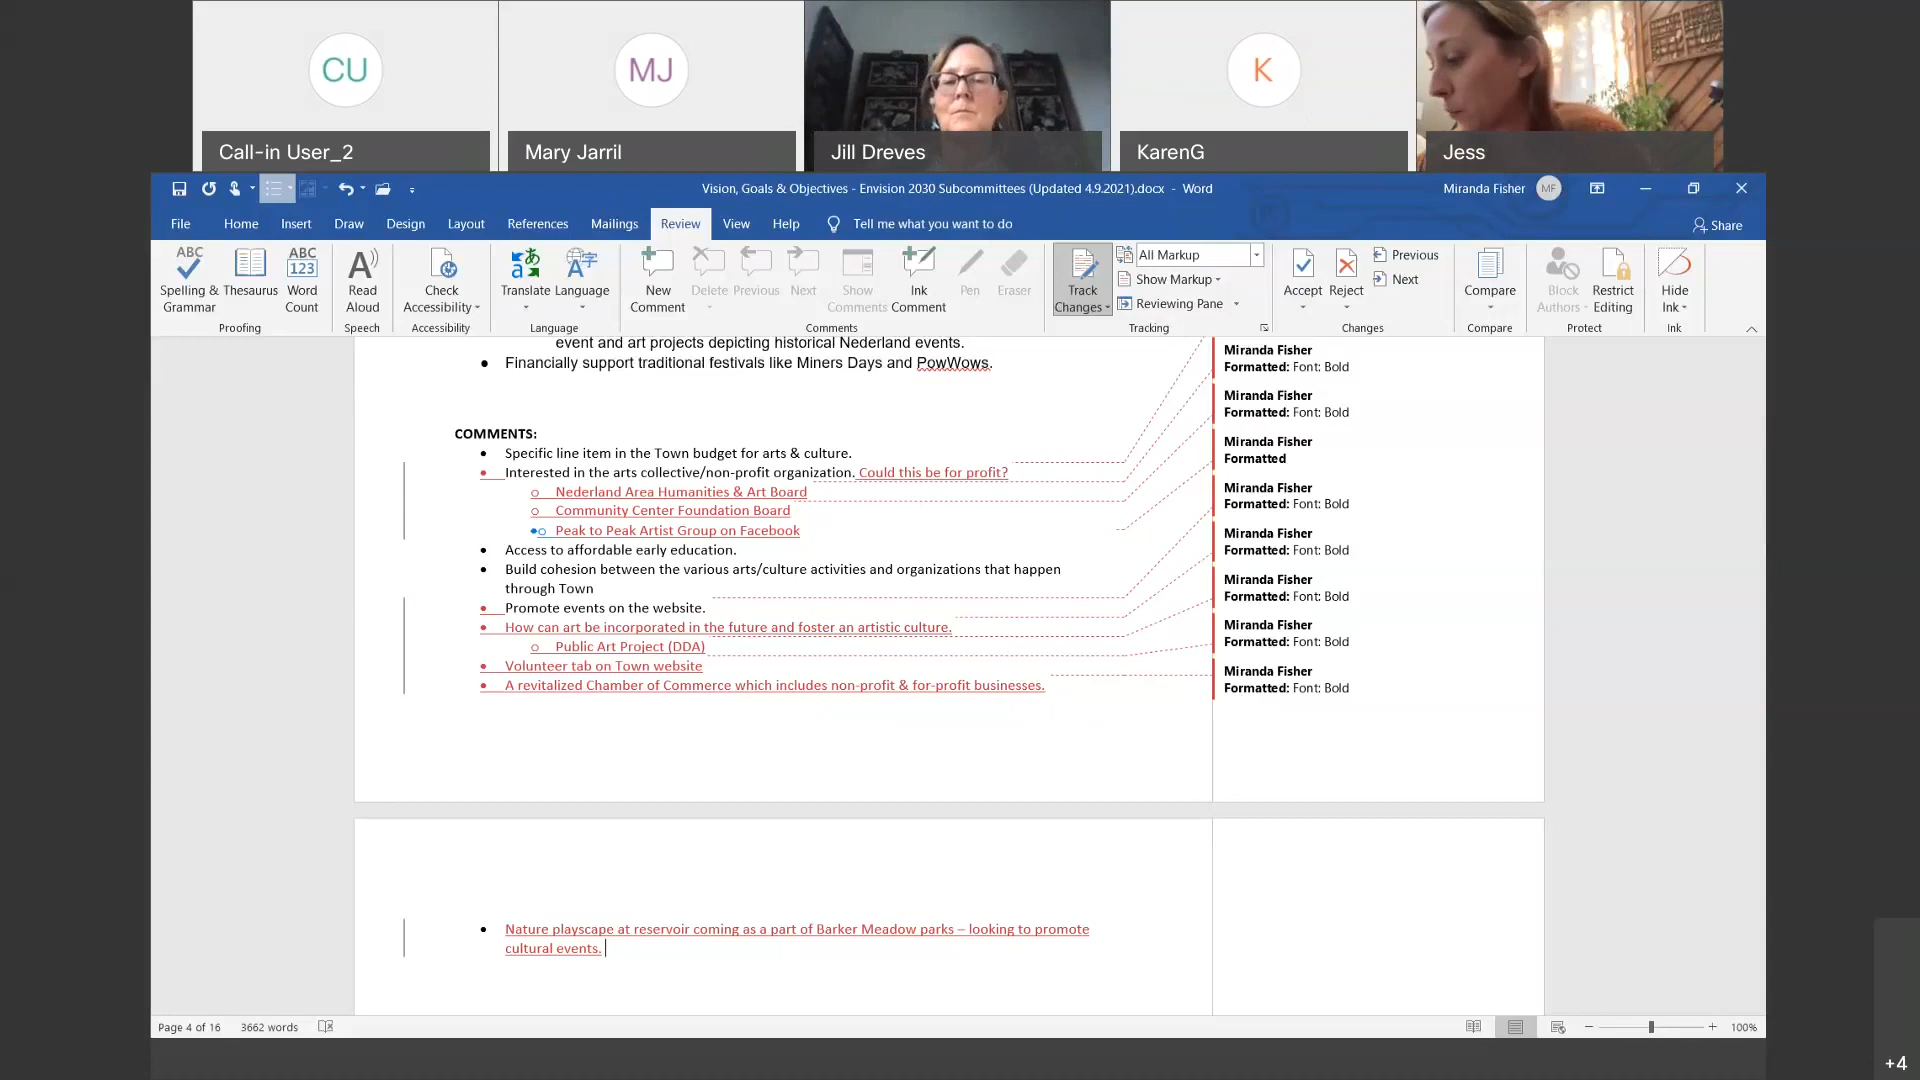 CU
MJ
K
Call-in User_2
Mary Jarril
Jill Dreves
KarenG
Jess
Vision, Goals & Objectives - Envision 2030 Subcommittees (Updated 4.9.2021).docx - Word
Miranda Fisher
MF
File
Home
Insert
Draw
Design
Layout
References
Mailings
Review
View
Help
Tell me what you want to do
Share
ABC
Spelling &
Grammar
Thesaurus
ABC
123
Word
Count
Proofing
A
Read
Aloud
Speech
Check
Accessibility
Accessibility
Translate
Language
Language
New
Comment
Delete
Previous
Next
Show
Comments
Ink
Comment
Pen
Eraser
Comments
Track
Changes
All Markup
Show Markup
Reviewing Pane
Tracking
Accept
Reject
Previous
Next
Changes
Compare
Compare
Block
Authors
Restrict
Editing
Protect
Hide
Ink
Ink
event and art projects depicting historical Nederland events.
● Financially support traditional festivals like Miners Days and PowWows.
COMMENTS:
• Specific line item in the Town budget for arts & culture.
• Interested in the arts collective/non-profit organization. Could this be for profit?
o Nederland Area Humanities & Art Board
o Community Center Foundation Board
•o Peak to Peak Artist Group on Facebook
• Access to affordable early education.
• Build cohesion between the various arts/culture activities and organizations that happen
through Town
• Promote events on the website.
• How can art be incorporated in the future and foster an artistic culture.
o Public Art Project (DDA)
• Volunteer tab on Town website
• A revitalized Chamber of Commerce which includes non-profit & for-profit businesses.
• Nature playscape at reservoir coming as a part of Barker Meadow parks – looking to promote
cultural events.
Miranda Fisher
Formatted: Font: Bold
Miranda Fisher
Formatted: Font: Bold
Miranda Fisher
Formatted
Miranda Fisher
Formatted: Font: Bold
Miranda Fisher
Formatted: Font: Bold
Miranda Fisher
Formatted: Font: Bold
Miranda Fisher
Formatted: Font: Bold
Miranda Fisher
Formatted: Font: Bold
Page 4 of 16
3662 words
100%
+4